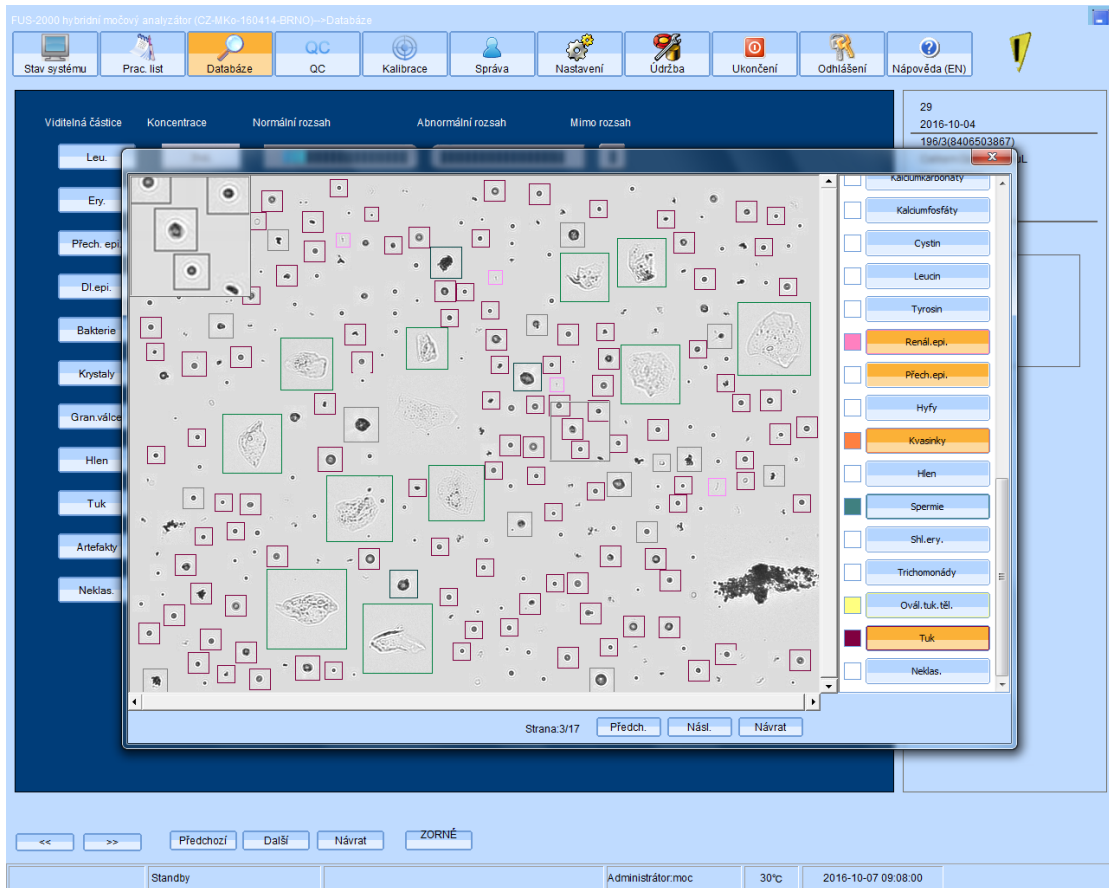 FUS-2000 hybridní močový analyzátor (CZ-MKo-160414-BRNO)-->Databáze
Stav systému
Prac. list
Databáze
QC
QC
Kalibrace
Správa
Nastavení
Údržba
Ukončení
Odhlášení
Nápověda (EN)
Viditelná částice Koncentrace Normální rozsah Abnormální rozsah Mimo rozsah
29
2016-10-04
196/3(8406503867)
Leu.
Ery.
Přech. epi.
Dl.epi.
Bakterie
Krystaly
Gran.válce
Hlen
Tuk
Artefakty
Neklas.
Kalciumkarbonáty
Kalciumfosfáty
Cystin
Leucin
Tyrosin
Renál.epi.
Přech.epi.
Hyfy
Kvasinky
Hlen
Spermie
Shl.ery.
Trichomonády
Ovál.tuk.těl.
Tuk
Neklas.
Strana:3/17 Předch. Násl. Návrat
<< >> Předchozí Další Návrat ZORNÉ
Standby Administrátor:moc 30°C 2016-10-07 09:08:00